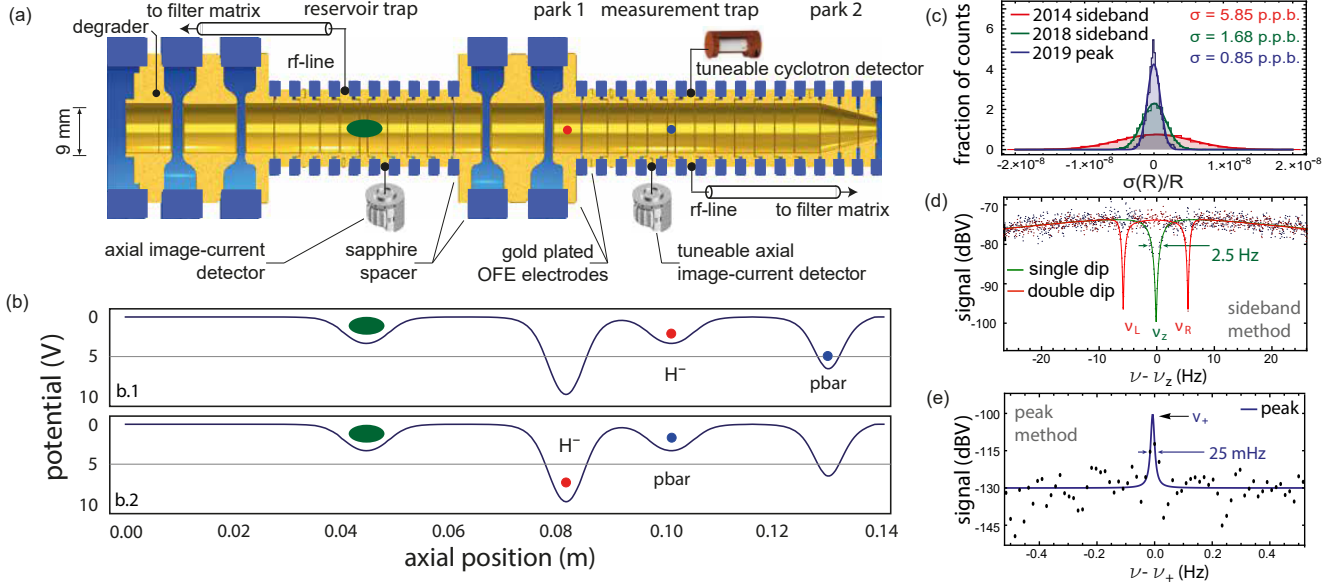 (a)
to filter matrix
reservoir trap
park 1
measurement trap
park 2
degrader
rf-line
tuneable cyclotron detector
9 mm
rf-line
to filter matrix
axial image-current
detector
sapphire
spacer
gold plated
OFE electrodes
tuneable axial
image-current detector
(b)
potential (V)
0
5
10
b.1
H⁻
pbar
0
5
10
b.2
H⁻
pbar
0.00
0.02
0.04
0.06
0.08
0.10
0.12
0.14
axial position (m)
(c)
fraction of counts
6
4
2
0
2014 sideband
2018 sideband
2019 peak
σ = 5.85 p.p.b.
σ = 1.68 p.p.b.
σ = 0.85 p.p.b.
-2.×10⁻⁸
-1.×10⁻⁸
0
1.×10⁻⁸
2.×10⁻⁸
σ(R)/R
(d)
signal (dBV)
-70
-80
-90
-100
2.5 Hz
single dip
double dip
νL
νz
νR
sideband
method
-20
-10
0
10
20
ν- νz (Hz)
(e)
signal (dBV)
-100
-115
-130
-145
peak
method
ν+
peak
25 mHz
-0.4
-0.2
0.0
0.2
0.4
ν- ν+ (Hz)